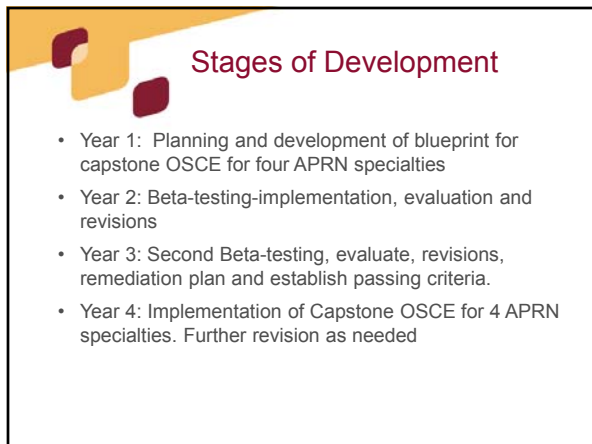 Stages of Development
• Year 1:  Planning and development of blueprint for
capstone OSCE for four APRN specialties
• Year 2: Beta-testing-implementation, evaluation and
revisions
• Year 3: Second Beta-testing, evaluate, revisions,
remediation plan and establish passing criteria.
• Year 4: Implementation of Capstone OSCE for 4 APRN
specialties. Further revision as needed